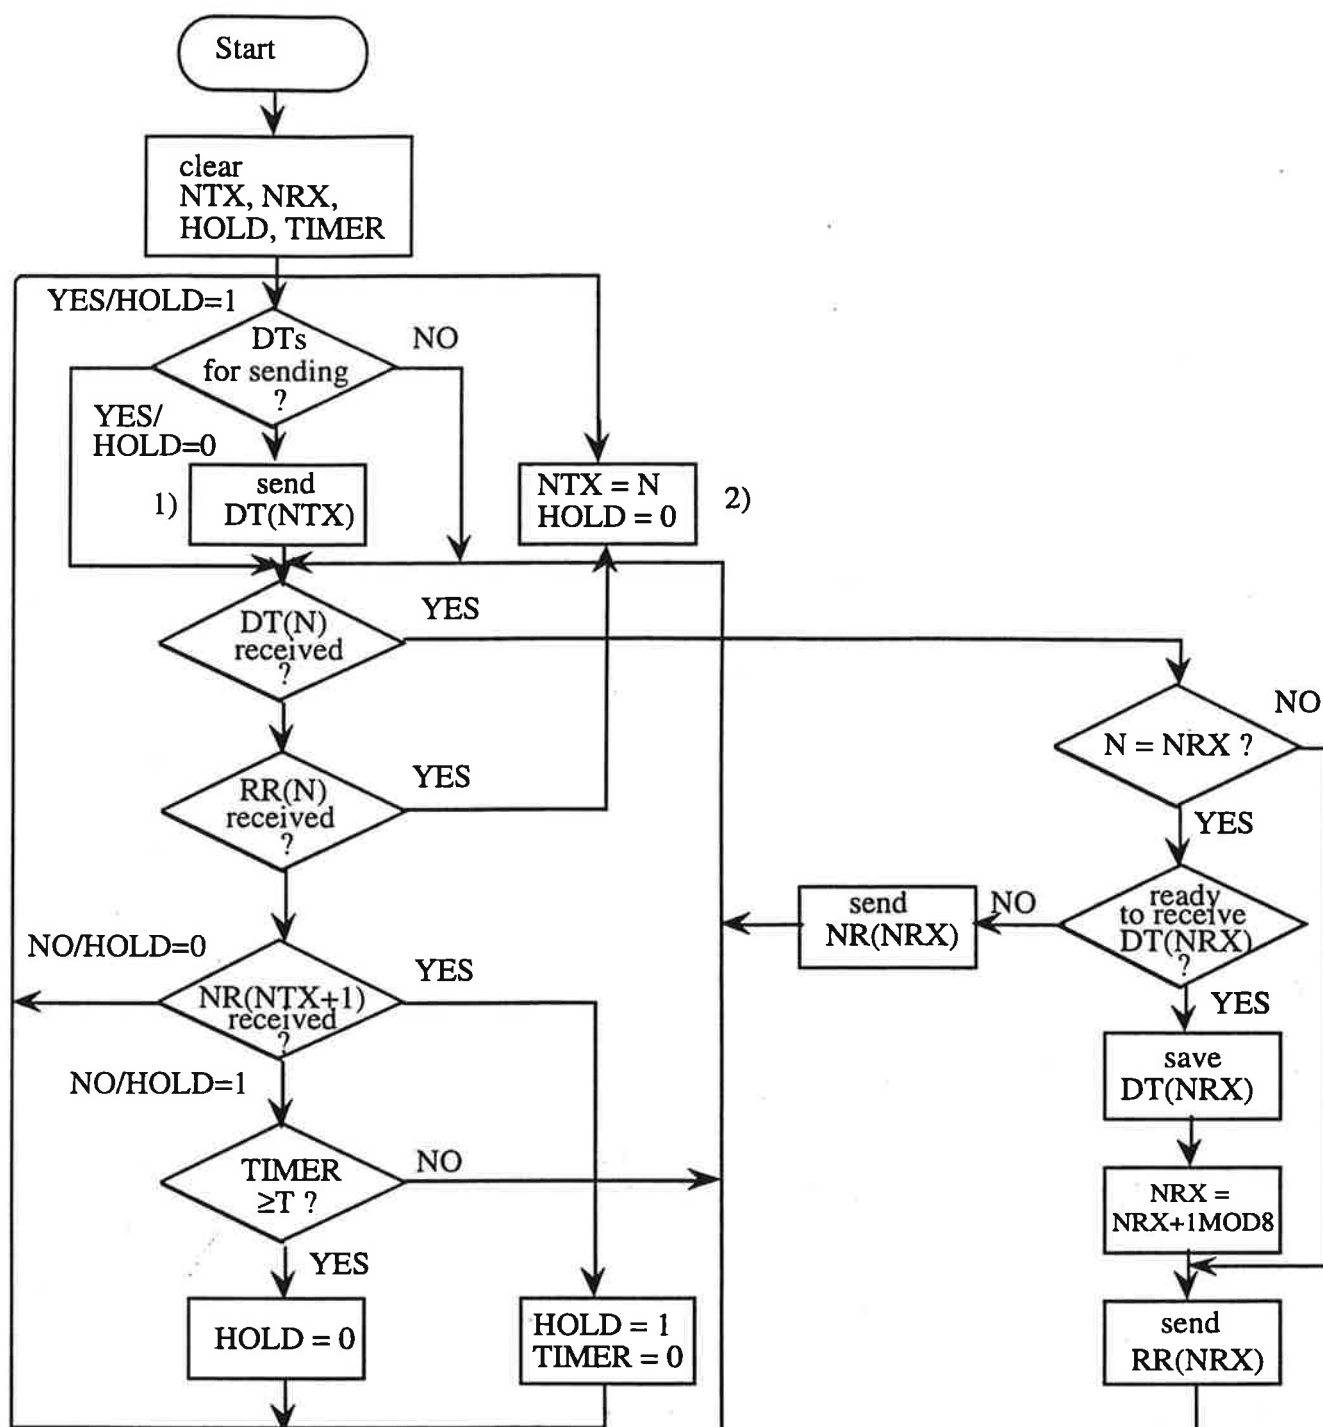 Start
clear
NTX, NRX,
HOLD, TIMER
YES/HOLD=1
DTs
for sending
?
NO
YES/
HOLD=0
1)
send
DT(NTX)
NTX = N
HOLD = 0
2)
DT(N)
received
?
YES
N = NRX ?
NO
YES
RR(N)
received
?
YES
ready
to receive
DT(NRX)
?
NO
send
NR(NRX)
YES
NO/HOLD=0
NR(NTX+1)
received
?
YES
NO/HOLD=1
save
DT(NRX)
TIMER
≥T ?
NO
YES
NRX =
NRX+1MOD8
HOLD = 0
HOLD = 1
TIMER = 0
send
RR(NRX)